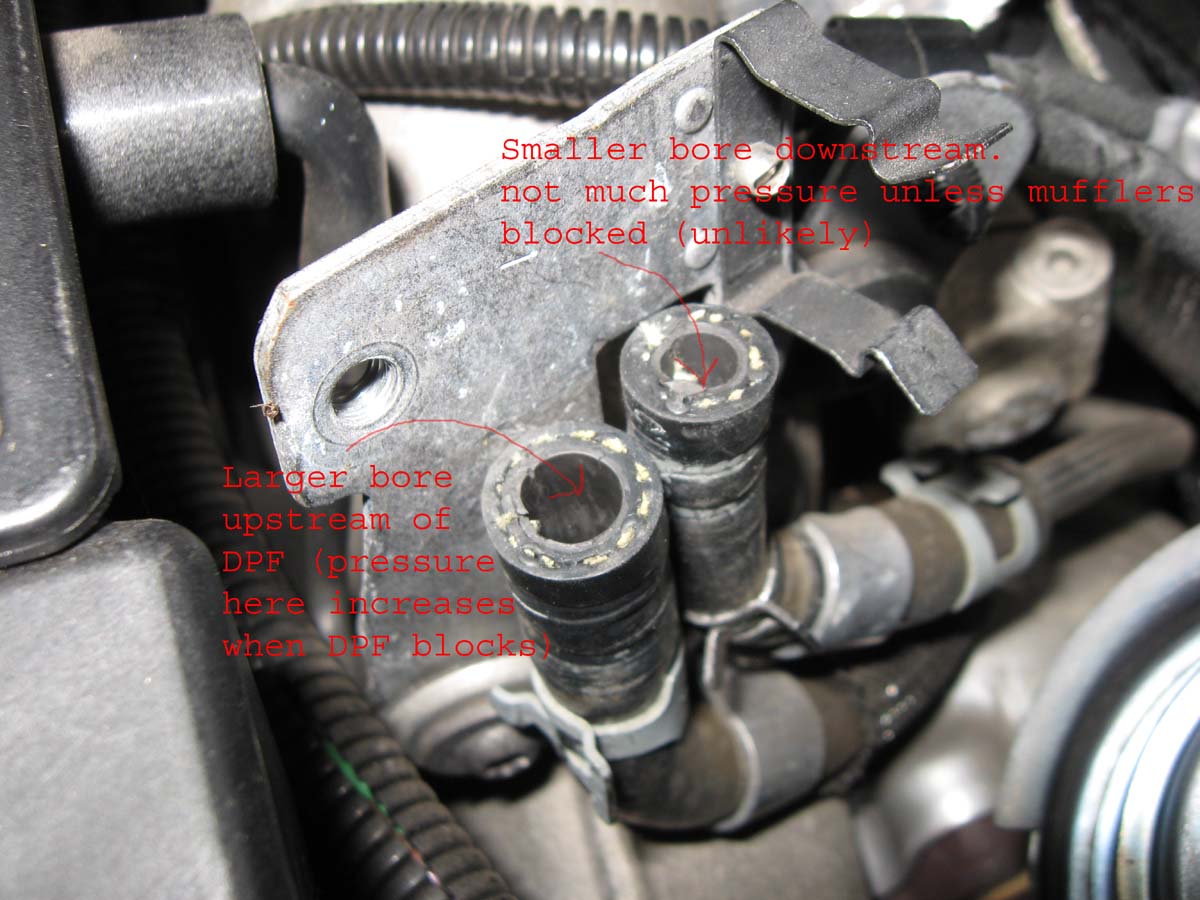 Smaller bore downstream.
not much pressure unless mufflers
blocked (unlikely)
Larger bore
upstream of
DPF (pressure
here increases
when DPF blocks)